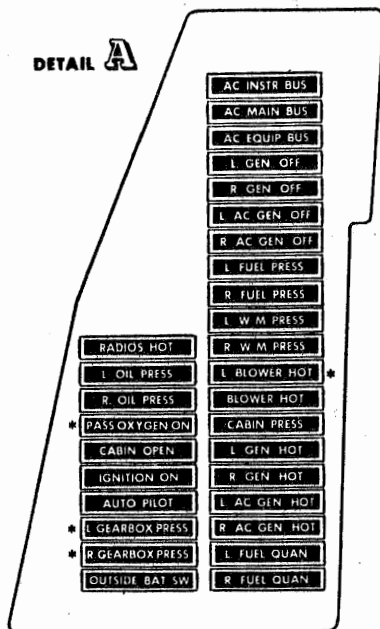 DETAIL A
AC INSTR BUS
AC MAIN BUS
AC EQUIP BUS
L. GEN. OFF
R GEN OFF
L AC GEN OFF
R AC GEN OFF
L FUEL PRESS
R FUEL PRESS
L W M PRESS
RADIOS HOT R W M PRESS
L OIL PRESS L BLOWER HOT *
R. OIL PRESS BLOWER HOT
* PASS OXYGEN ON CABIN PRESS
CABIN OPEN L GEN HOT
IGNITION ON R GEN HOT
AUTO PILOT L AC GEN HOT
* L GEARBOX PRESS R AC GEN HOT
* R GEARBOX PRESS L. FUEL QUAN
OUTSIDE BAT SW R FUEL QUAN